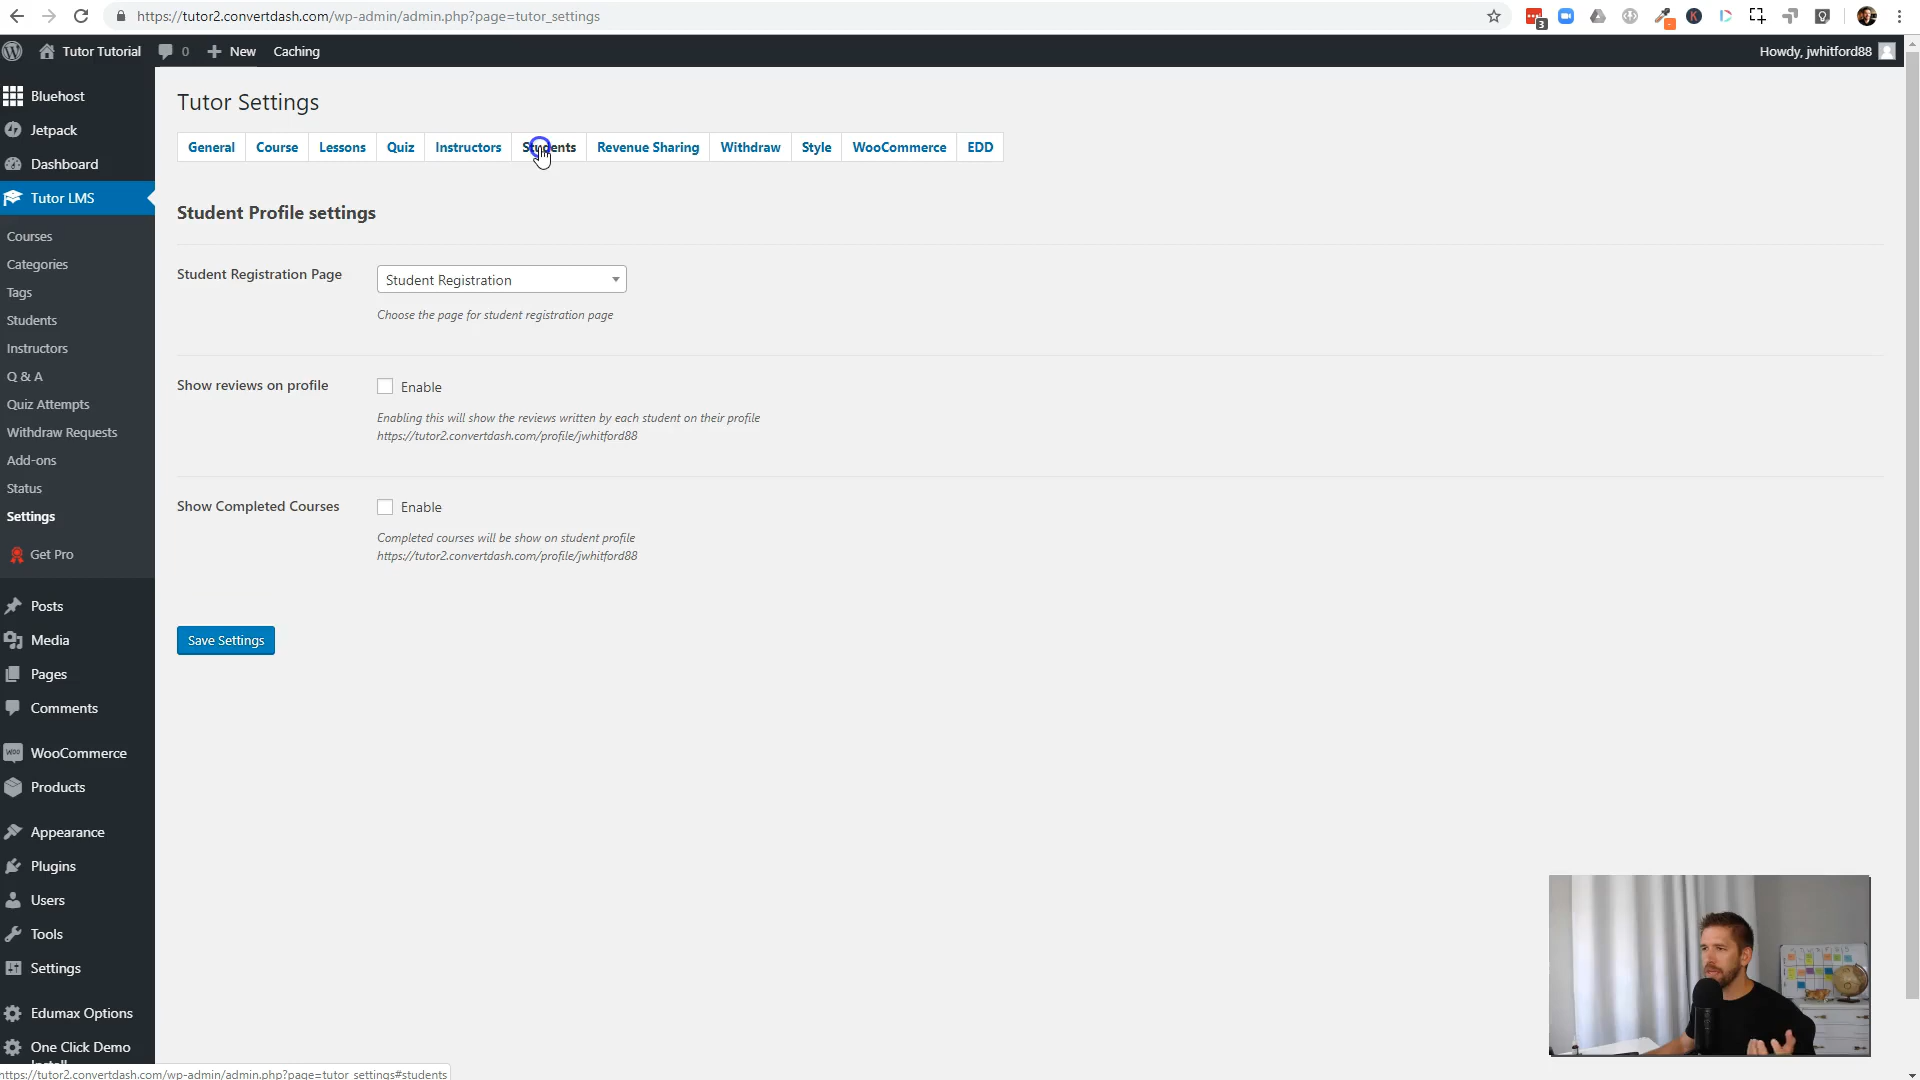 https://tutor2.convertdash.com/wp-admin/admin.php?page=tutor_settings
3
Tutor Tutorial
0
New
Caching
Howdy, jwhitford88
Bluehost
Jetpack
Dashboard
Tutor LMS
Courses
Categories
Tags
Students
Instructors
Q & A
Quiz Attempts
Withdraw Requests
Add-ons
Status
Settings
Get Pro
Posts
Media
Pages
Comments
WooCommerce
Products
Appearance
Plugins
Users
Tools
Settings
Edumax Options
One Click Demo
Tutor Settings
General Course Lessons Quiz Instructors Students Revenue Sharing Withdraw Style WooCommerce EDD
Student Profile settings
Student Registration Page
Student Registration
Choose the page for student registration page
Show reviews on profile
Enable
Enabling this will show the reviews written by each student on their profile
https://tutor2.convertdash.com/profile/jwhitford88
Show Completed Courses
Enable
Completed courses will be show on student profile
https://tutor2.convertdash.com/profile/jwhitford88
Save Settings
https://tutor2.convertdash.com/wp-admin/admin.php?page=tutor_settings#students